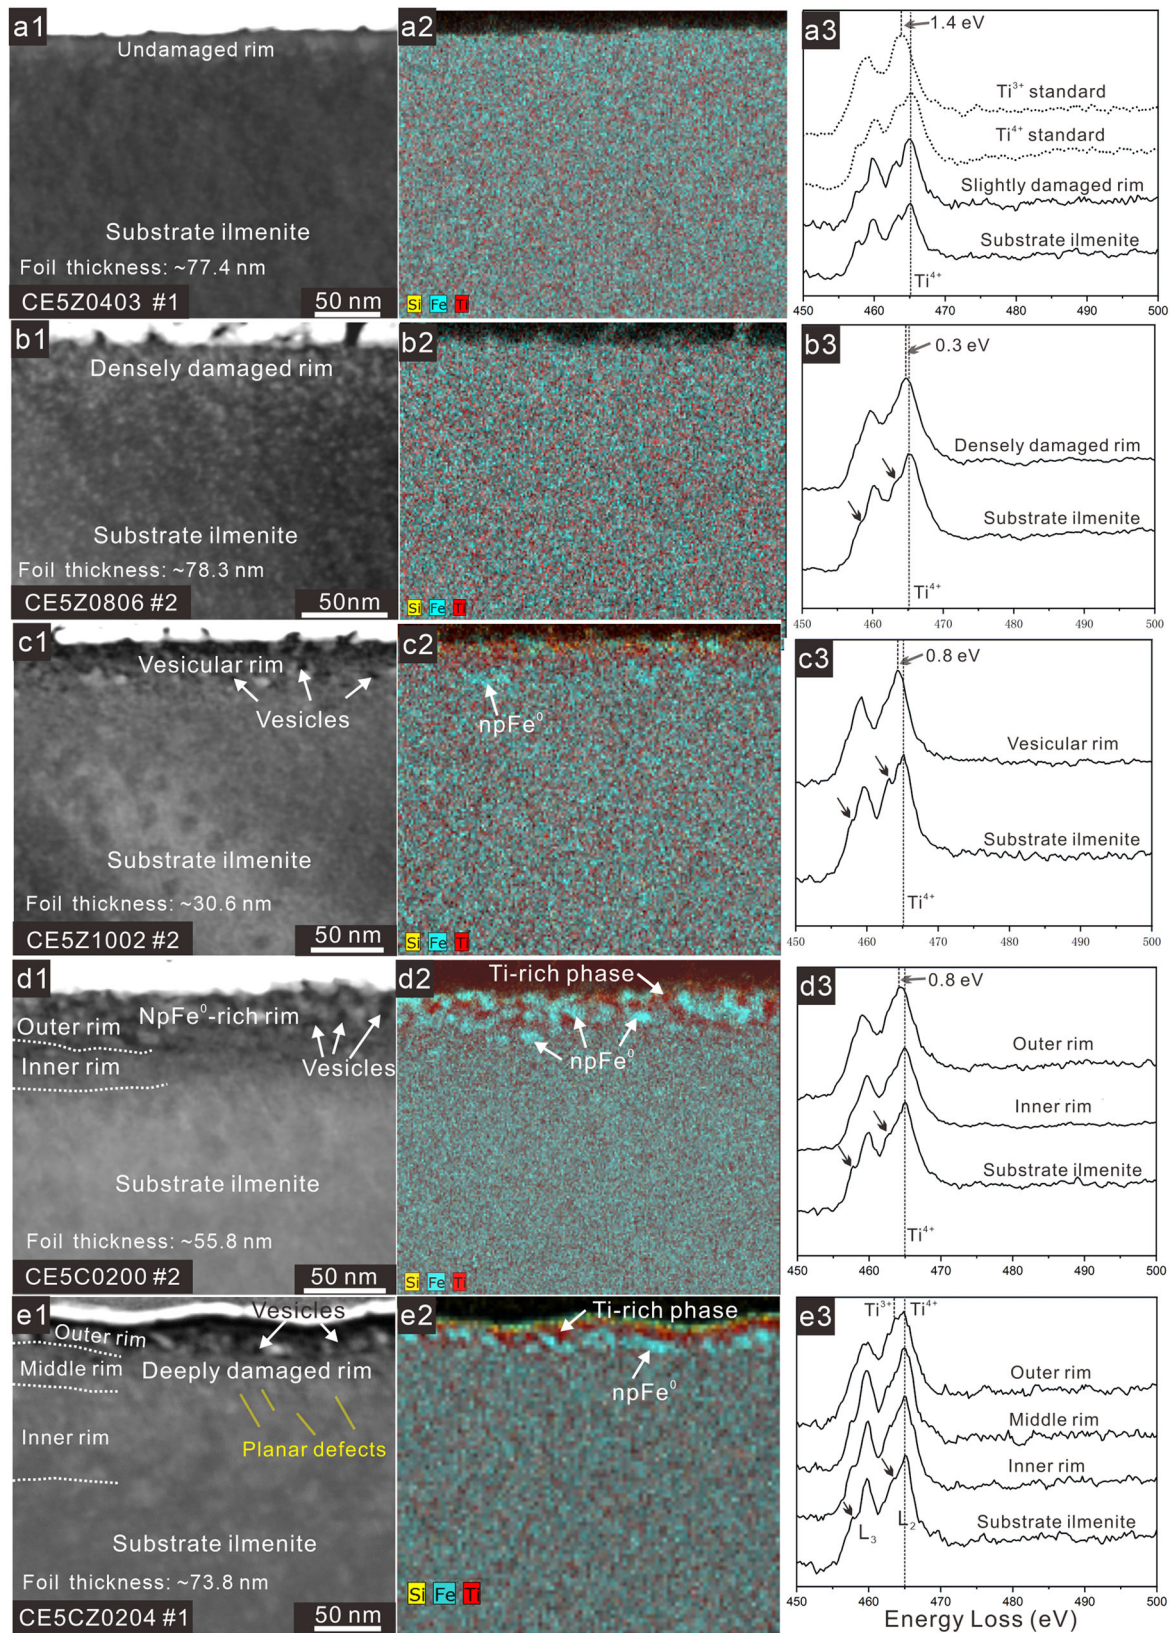 a1
Undamaged rim
Substrate ilmenite
Foil thickness: ~77.4 nm
CE5Z0403 #1
50 nm
a2
Si Fe Ti
a3
1.4 eV
Ti³⁺ standard
Ti⁴⁺ standard
Slightly damaged rim
Substrate ilmenite
Ti⁴⁺
450 460 470 480 490 500
b1
Densely damaged rim
Substrate ilmenite
Foil thickness: ~78.3 nm
CE5Z0806 #2
50nm
b2
Si Fe Ti
b3
0.3 eV
Densely damaged rim
Substrate ilmenite
Ti⁴⁺
450 460 470 480 490 500
c1
Vesicular rim
Vesicles
Substrate ilmenite
Foil thickness: ~30.6 nm
CE5Z1002 #2
50 nm
c2
npFe⁰
Si Fe Ti
c3
0.8 eV
Vesicular rim
Substrate ilmenite
Ti⁴⁺
450 460 470 480 490 500
d1
NpFe⁰-rich rim
Outer rim
Inner rim
Vesicles
Substrate ilmenite
Foil thickness: ~55.8 nm
CE5C0200 #2
50 nm
d2
Ti-rich phase
npFe⁰
Si Fe Ti
d3
0.8 eV
Outer rim
Inner rim
Substrate ilmenite
Ti⁴⁺
450 460 470 480 490 500
e1
Vesicles
Outer rim
Middle rim
Deeply damaged rim
Inner rim
Planar defects
Substrate ilmenite
Foil thickness: ~73.8 nm
CE5CZ0204 #1
50 nm
e2
Ti-rich phase
npFe⁰
Si Fe Ti
e3
Ti³⁺ Ti⁴⁺
Outer rim
Middle rim
Inner rim
L₃ L₂
Substrate ilmenite
450 460 470 480 490 500
Energy Loss (eV)